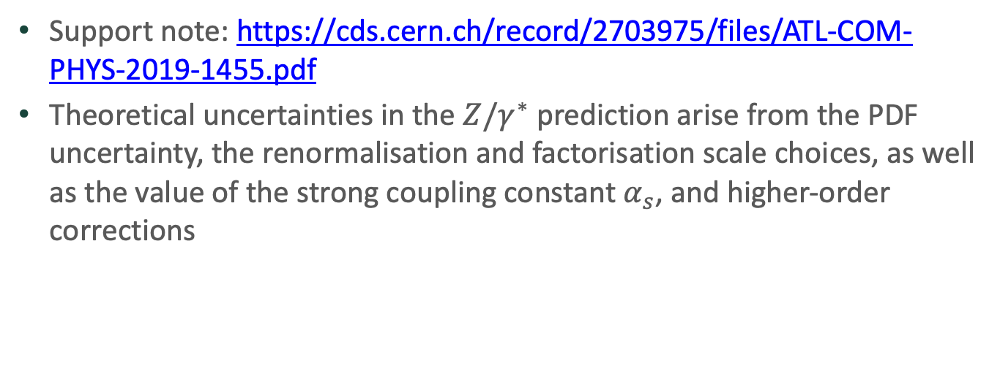 • Support note: https://cds.cern.ch/record/2703975/files/ATL-COM-
PHYS-2019-1455.pdf
• Theoretical uncertainties in the Z/γ* prediction arise from the PDF
uncertainty, the renormalisation and factorisation scale choices, as well
as the value of the strong coupling constant αₛ, and higher-order
corrections